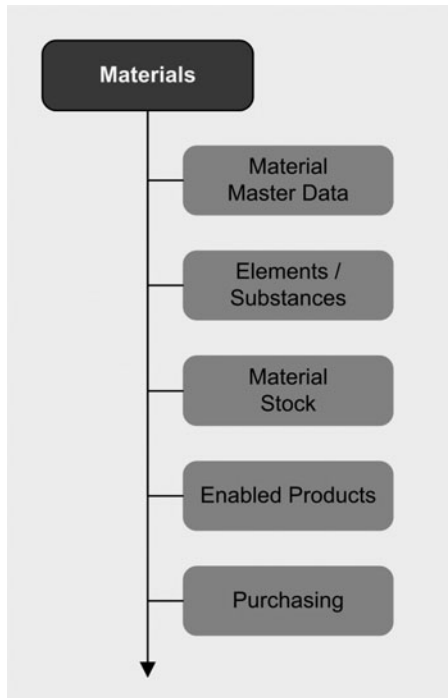 Materials
Material
Master Data
Elements /
Substances
Material
Stock
Enabled Products
Purchasing